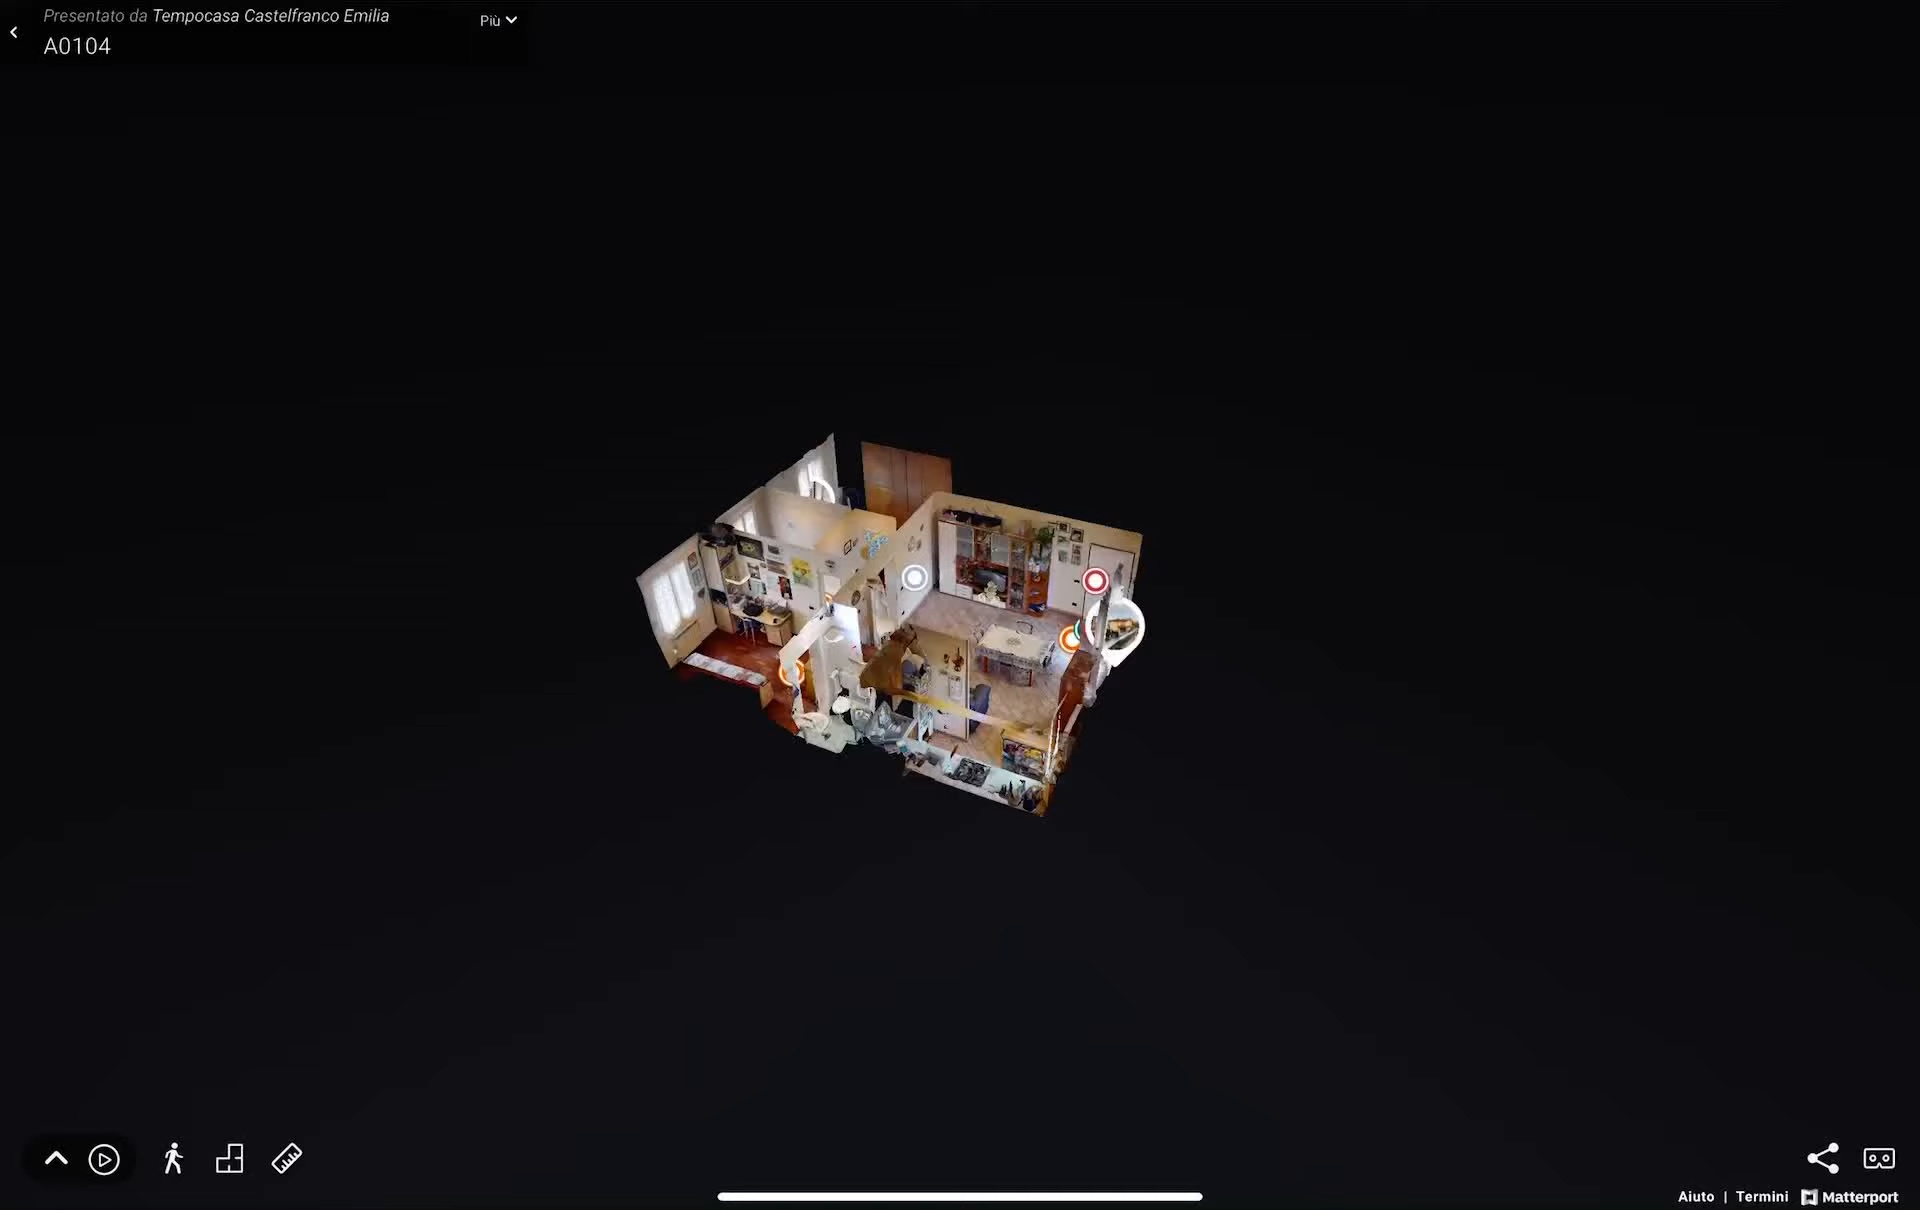 Presentato da Tempocasa Castelfranco Emilia
Più
A0104
Aiuto | Termini Matterport